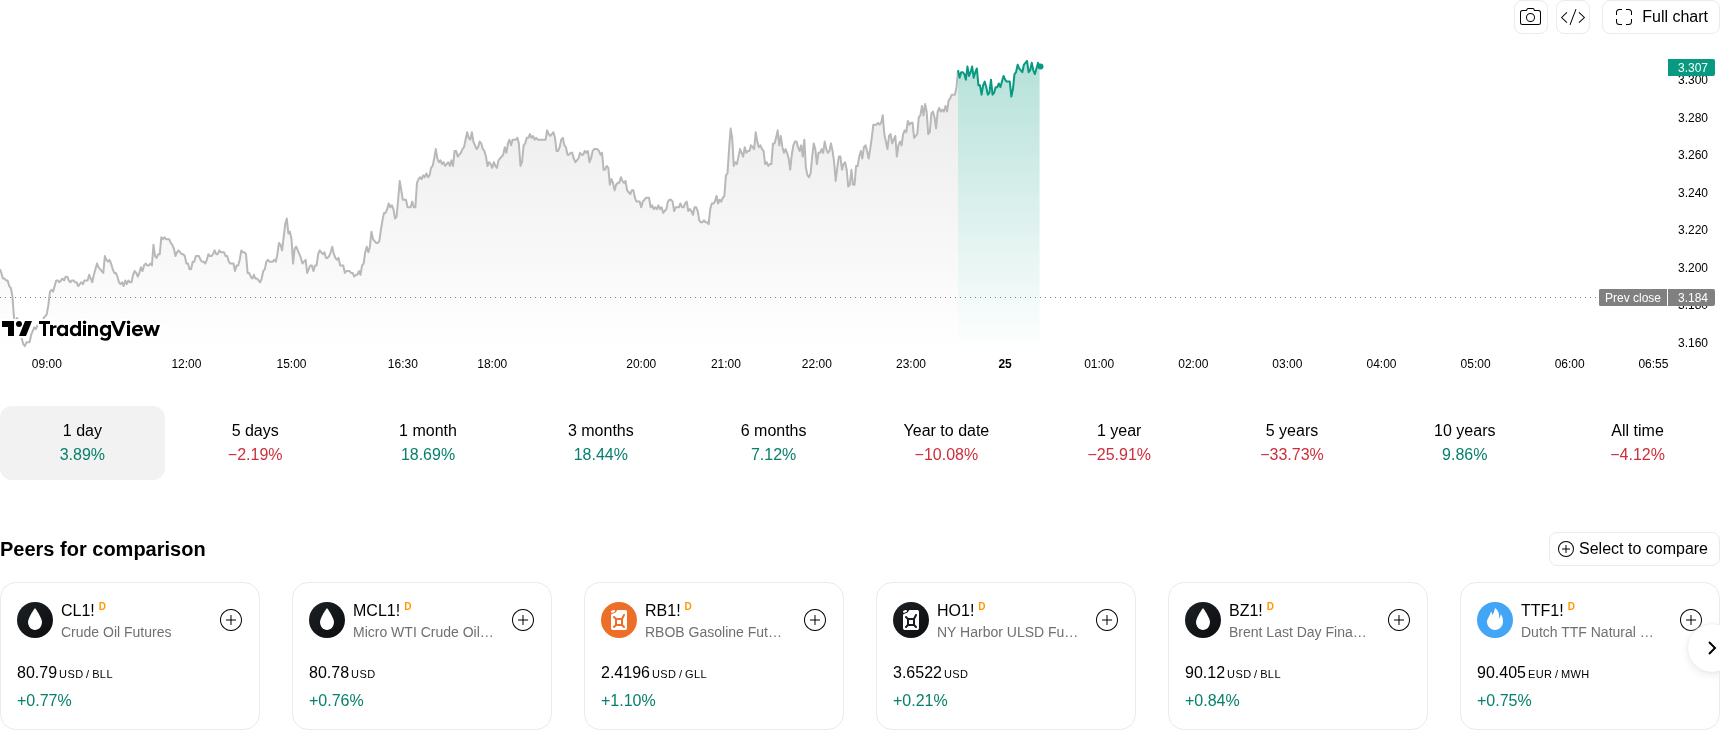 Full chart
3.307
3.300
3.280
3.260
3.240
3.220
3.200
Prev close 3.184
3.180
3.160
TradingView
09:00 12:00 15:00 16:30 18:00 20:00 21:00 22:00 23:00 25 01:00 02:00 03:00 04:00 05:00 06:00 06:55
1 day 5 days 1 month 3 months 6 months Year to date 1 year 5 years 10 years All time
3.89% −2.19% 18.69% 18.44% 7.12% −10.08% −25.91% −33.73% 9.86% −4.12%
Peers for comparison
Select to compare
CL1! D
Crude Oil Futures
80.79 USD / BLL
+0.77%
MCL1! D
Micro WTI Crude Oil…
80.78 USD
+0.76%
RB1! D
RBOB Gasoline Fut…
2.4196 USD / GLL
+1.10%
HO1! D
NY Harbor ULSD Fu…
3.6522 USD
+0.21%
BZ1! D
Brent Last Day Fina…
90.12 USD / BLL
+0.84%
TTF1! D
Dutch TTF Natural …
90.405 EUR / MWH
+0.75%